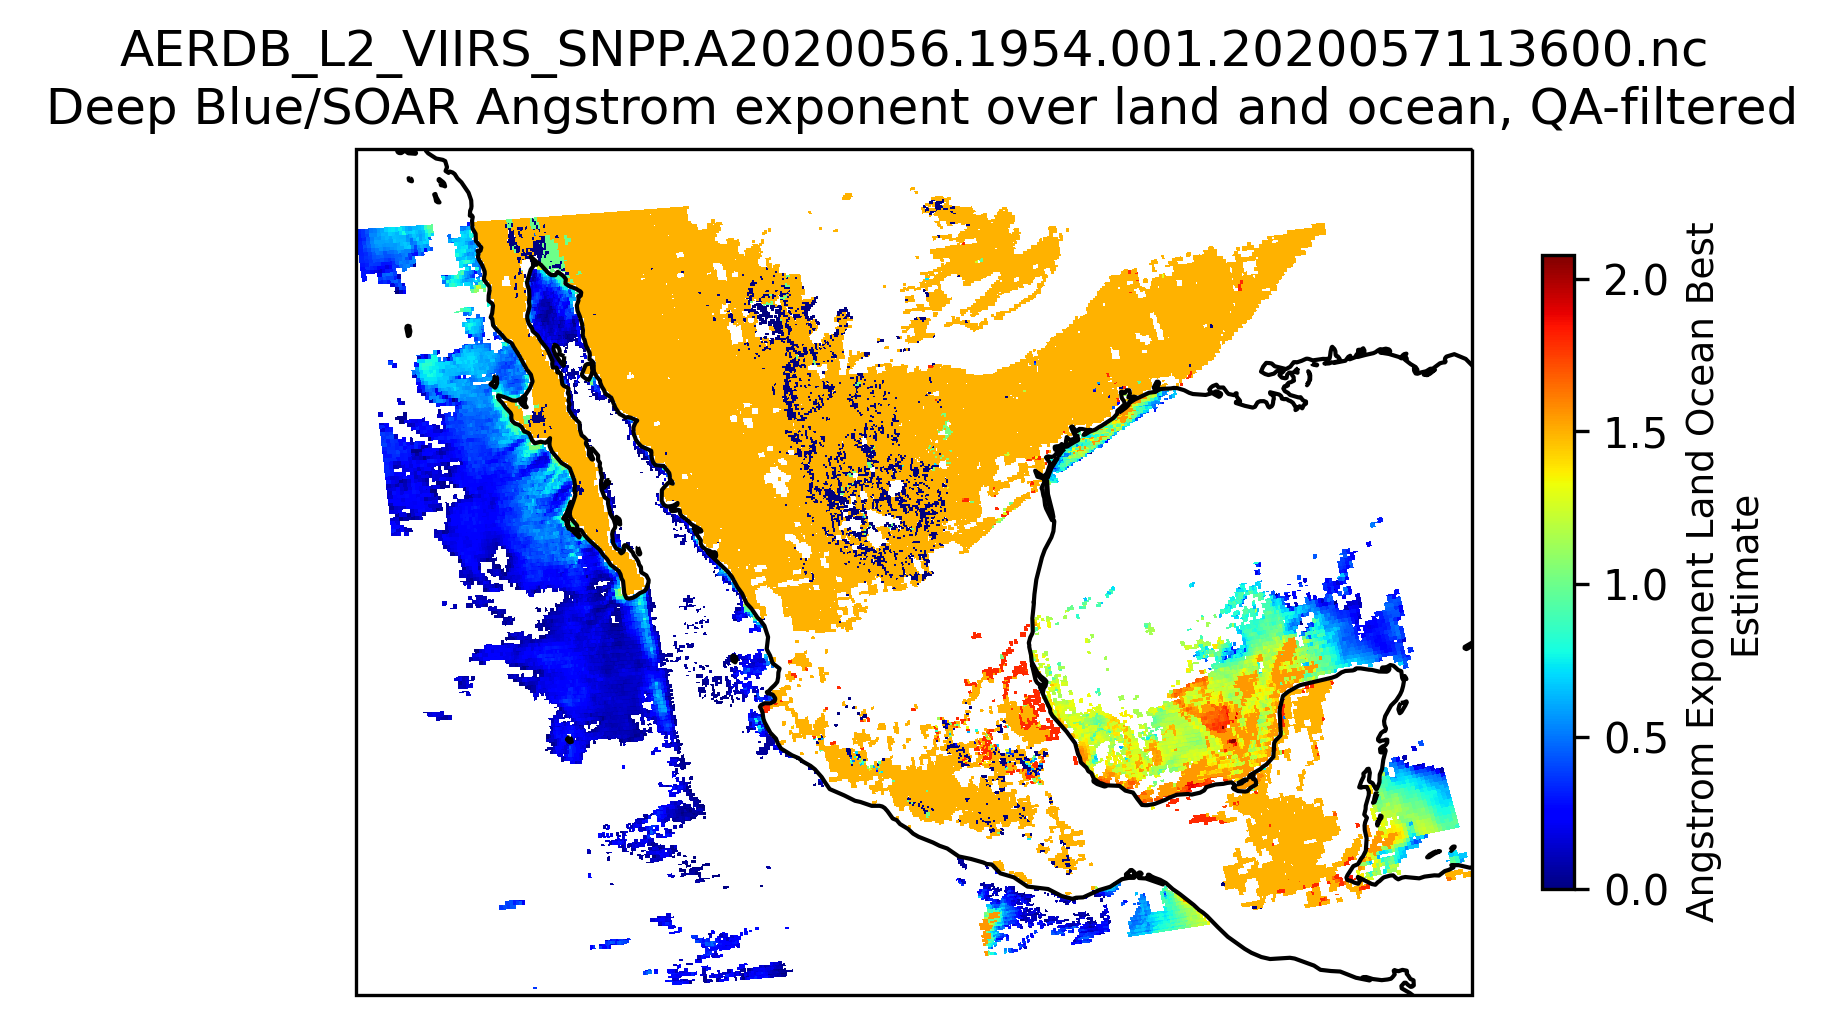 AERDB_L2_VIIRS_SNPP.A2020056.1954.001.2020057113600.nc
Deep Blue/SOAR Angstrom exponent over land and ocean, QA-filtered
2.0
1.5
1.0
0.5
0.0
Angstrom Exponent Land Ocean Best
Estimate